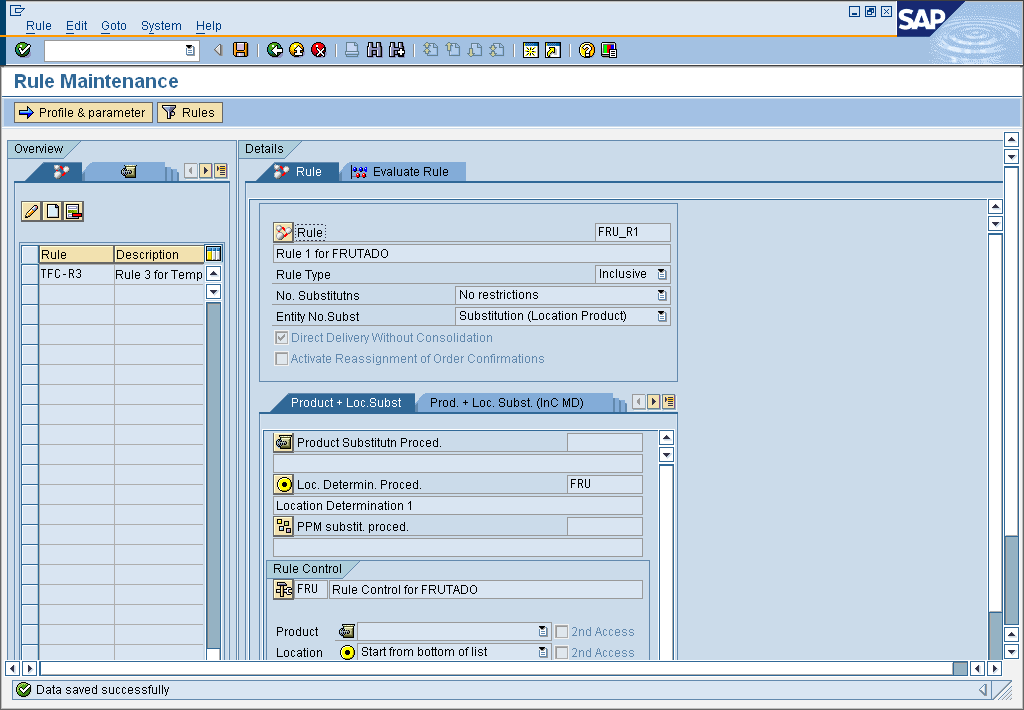 Rule Edit Goto System Help
SAP
Rule Maintenance
Profile & parameter Rules
Overview
Rule Description
TFC-R3 Rule 3 for Temp
Details
Rule Evaluate Rule
Rule FRU_R1
Rule 1 for FRUTADO
Rule Type Inclusive
No. Substitutns No restrictions
Entity No.Subst Substitution (Location Product)
Direct Delivery Without Consolidation
Activate Reassignment of Order Confirmations
Product + Loc.Subst Prod. + Loc. Subst. (InC MD)
Product Substitutn Proced.
Loc. Determin. Proced. FRU
Location Determination 1
PPM substit. proced.
Rule Control
FRU Rule Control for FRUTADO
Product 2nd Access
Location Start from bottom of list 2nd Access
Data saved successfully